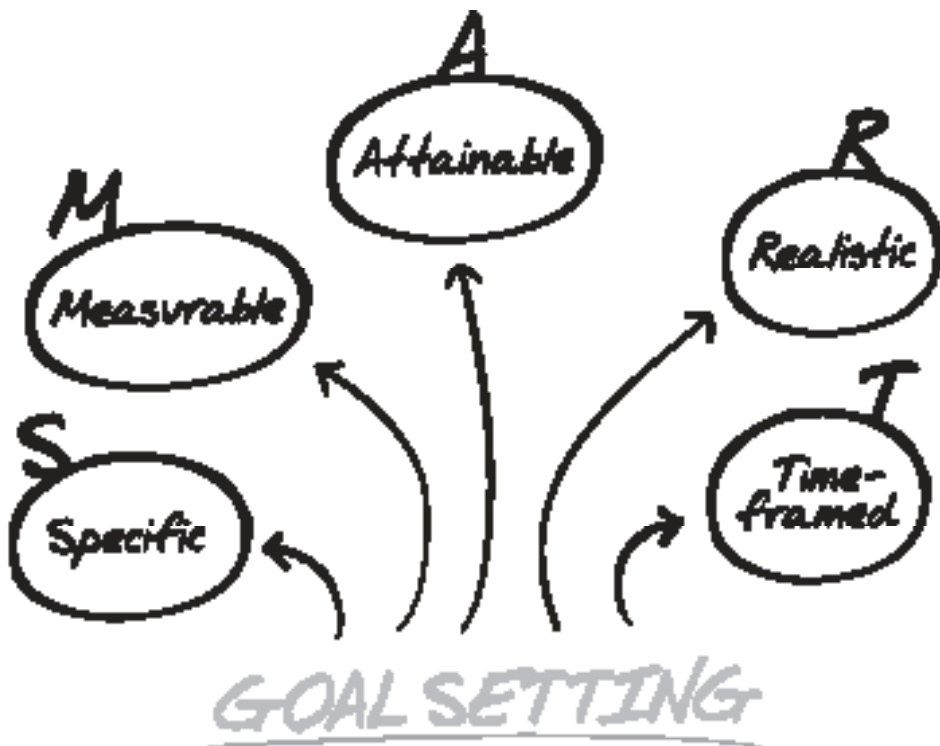 S
Specific
M
Measurable
A
Attainable
R
Realistic
T
Time-
framed
GOAL SETTING